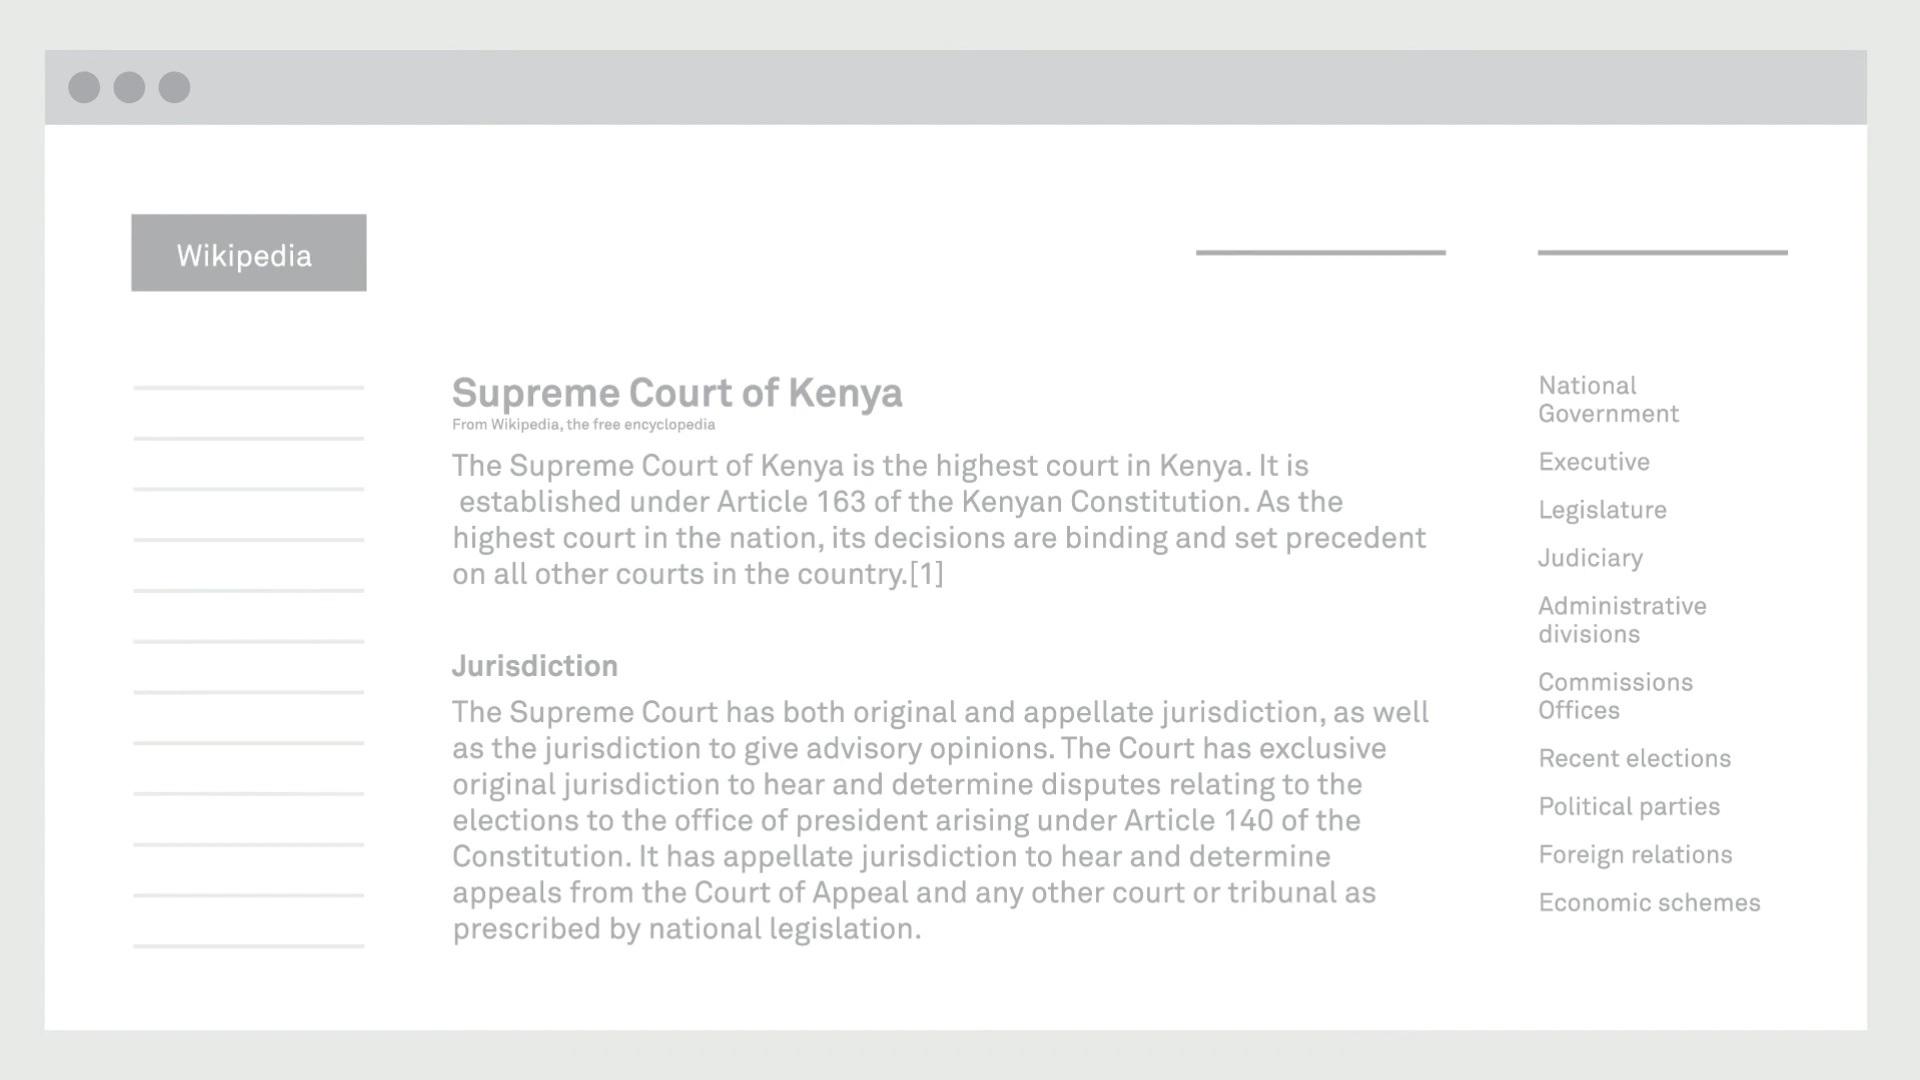 Wikipedia
Supreme Court of Kenya
From Wikipedia, the free encyclopedia
The Supreme Court of Kenya is the highest court in Kenya. It is
established under Article 163 of the Kenyan Constitution. As the
highest court in the nation, its decisions are binding and set precedent
on all other courts in the country.[1]
Jurisdiction
The Supreme Court has both original and appellate jurisdiction, as well
as the jurisdiction to give advisory opinions. The Court has exclusive
original jurisdiction to hear and determine disputes relating to the
elections to the office of president arising under Article 140 of the
Constitution. It has appellate jurisdiction to hear and determine
appeals from the Court of Appeal and any other court or tribunal as
prescribed by national legislation.
National
Government
Executive
Legislature
Judiciary
Administrative
divisions
Commissions
Offices
Recent elections
Political parties
Foreign relations
Economic schemes